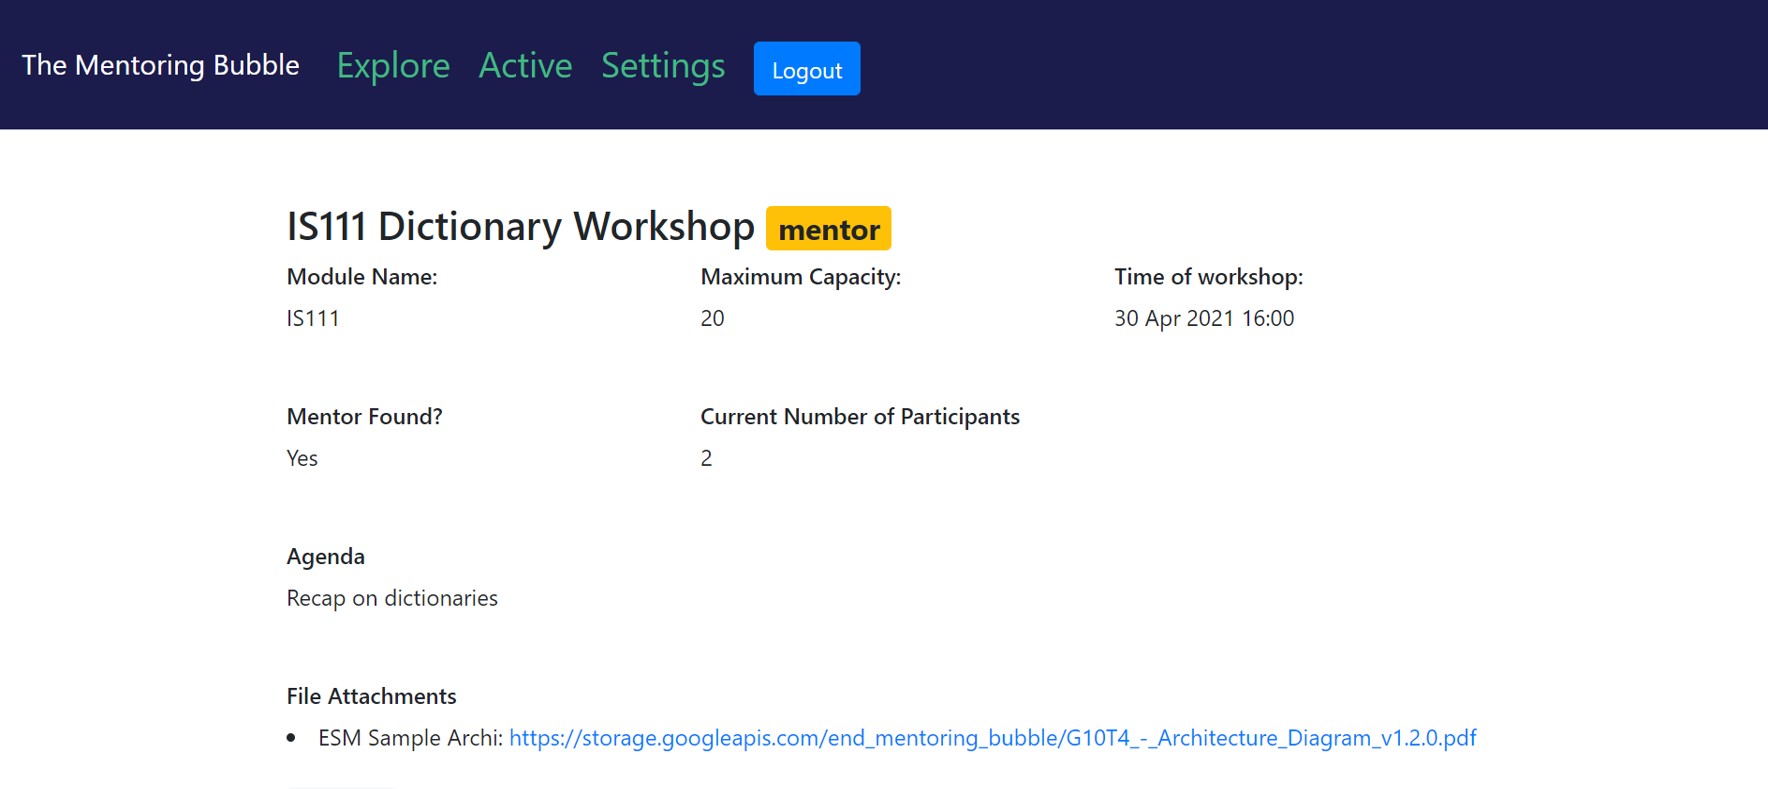 The Mentoring Bubble Explore Active Settings Logout
IS111 Dictionary Workshop mentor
Module Name: Maximum Capacity: Time of workshop:
IS111 20 30 Apr 2021 16:00
Mentor Found? Current Number of Participants
Yes 2
Agenda
Recap on dictionaries
File Attachments
• ESM Sample Archi: https://storage.googleapis.com/end_mentoring_bubble/G10T4_-_Architecture_Diagram_v1.2.0.pdf